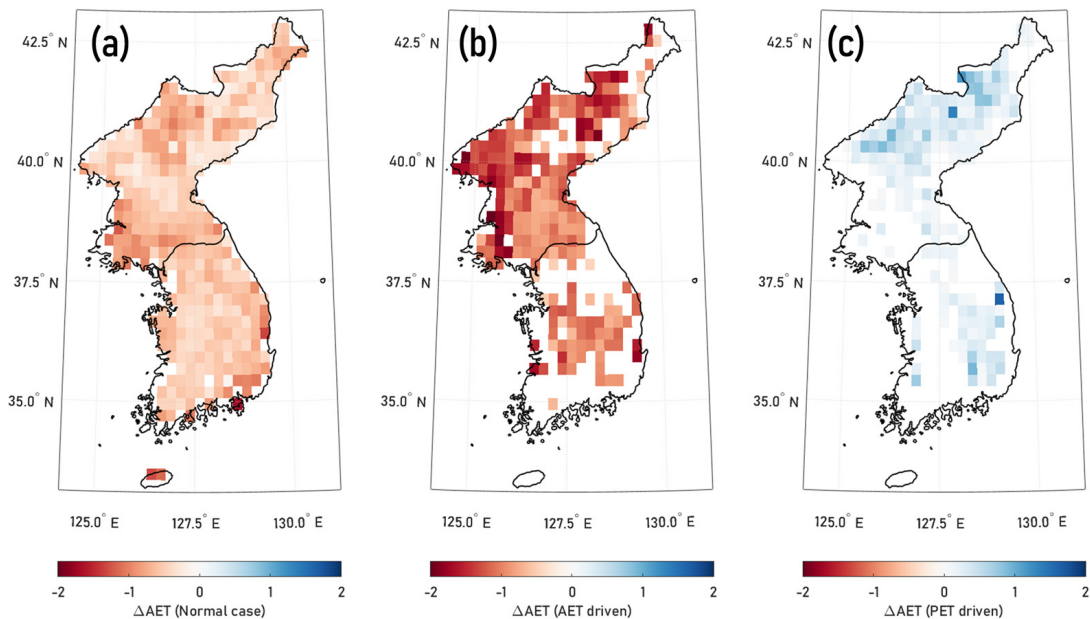 (a) (b) (c)
42.5° N 42.5° N 42.5° N
40.0° N 40.0° N 40.0° N
37.5° N 37.5° N 37.5° N
35.0° N 35.0° N 35.0° N
125.0° E 127.5° E 130.0° E 125.0° E 127.5° E 130.0° E 125.0° E 127.5° E 130.0° E
-2 -1 0 1 2 -2 -1 0 1 2 -2 -1 0 1 2
ΔAET (Normal case) ΔAET (AET driven) ΔAET (PET driven)